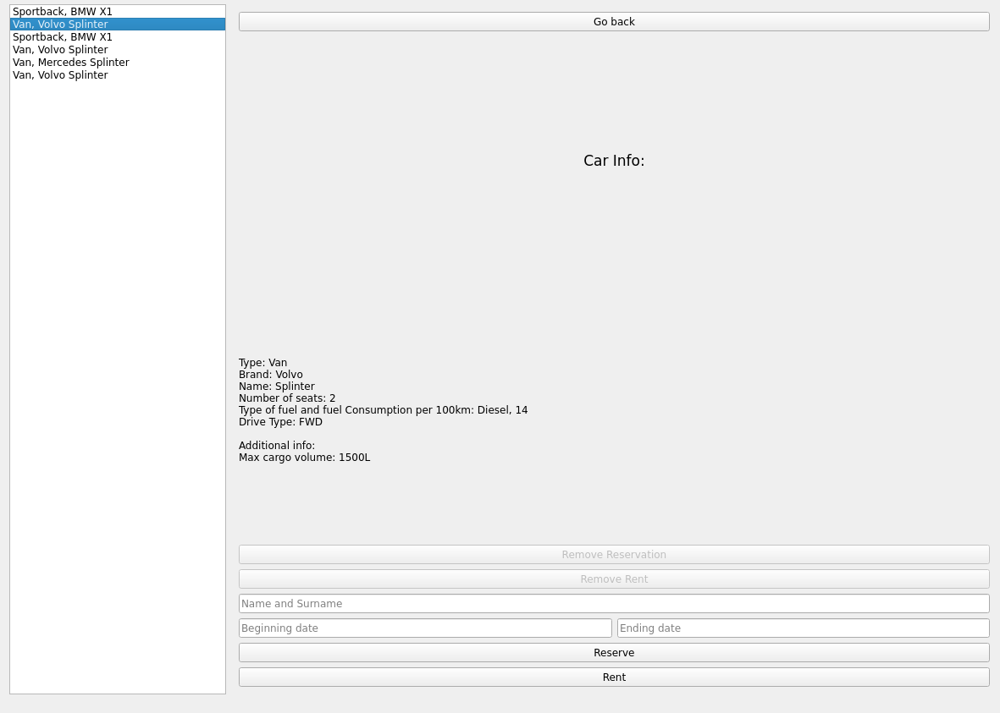 Sportback, BMW X1
Van, Volvo Splinter
Sportback, BMW X1
Van, Volvo Splinter
Van, Mercedes Splinter
Van, Volvo Splinter
Go back
Car Info:
Type: Van
Brand: Volvo
Name: Splinter
Number of seats: 2
Type of fuel and fuel Consumption per 100km: Diesel, 14
Drive Type: FWD
Additional info:
Max cargo volume: 1500L
Remove Reservation
Remove Rent
Name and Surname
Beginning date
Ending date
Reserve
Rent